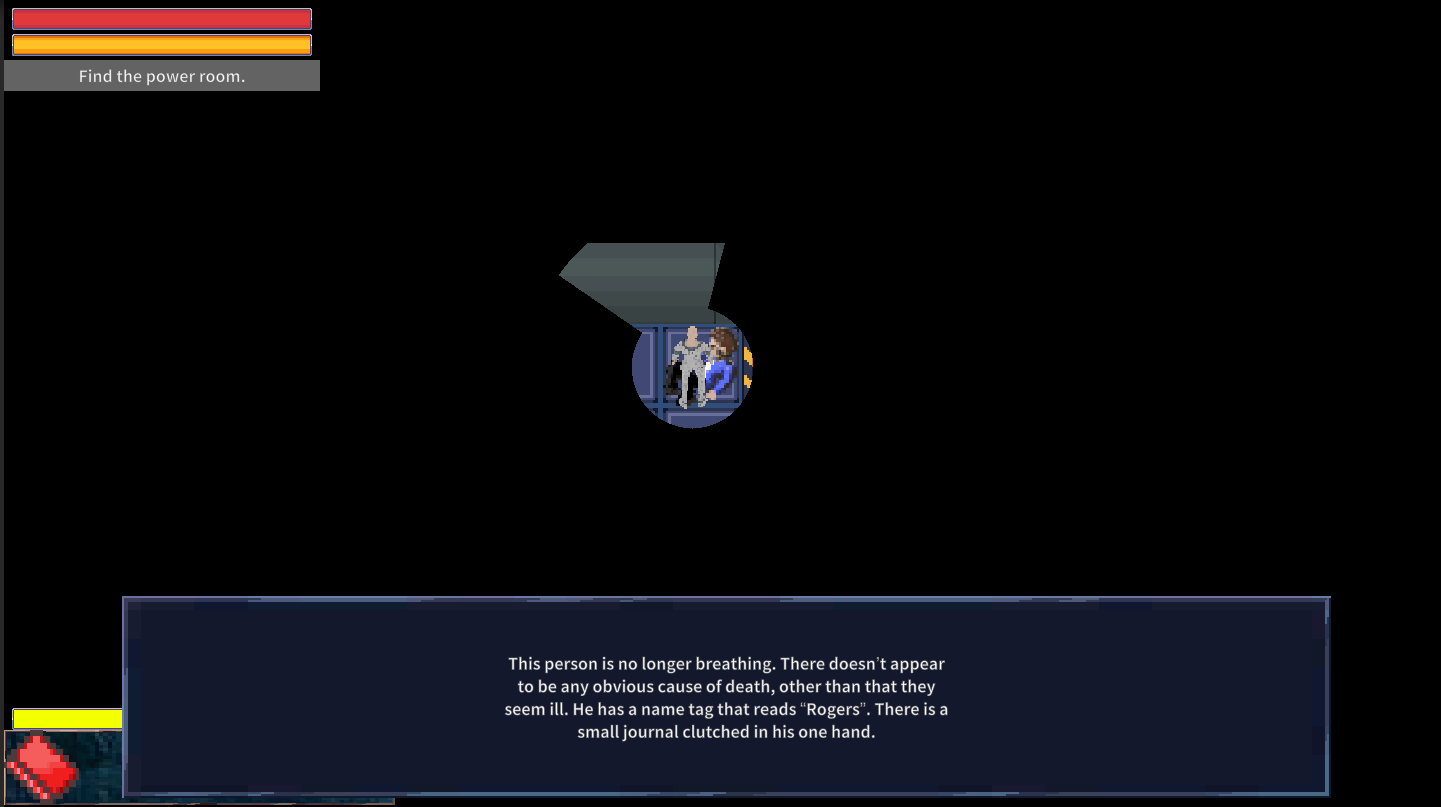 Find the power room.
This person is no longer breathing. There doesn't appear
to be any obvious cause of death, other than that they
seem ill. He has a name tag that reads “Rogers”. There is a
small journal clutched in his one hand.